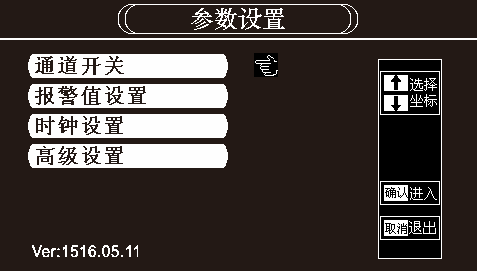 参数设置
通道开关
报警值设置
时钟设置
高级设置
↑选择
↓坐标
确认进入
取消退出
Ver:1516.05.11